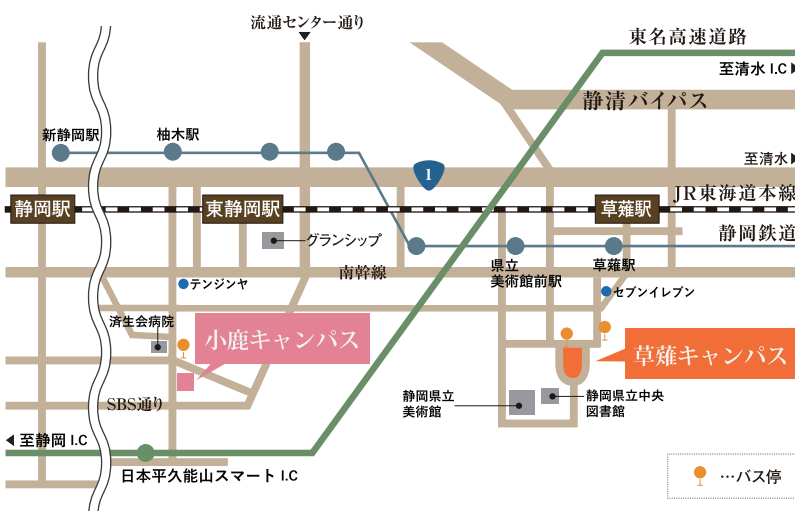 流通センター通り
東名高速道路
至清水 I.C
静清バイパス
新静岡駅
柚木駅
至清水
1
静岡駅
東静岡駅
草薙駅
JR東海道本線
静岡鉄道
グランシップ
県立
美術館前駅
草薙駅
南幹線
テンジンヤ
セブンイレブン
済生会病院
小鹿キャンパス
草薙キャンパス
静岡県立
美術館
静岡県立中央
図書館
SBS通り
至静岡 I.C
日本平久能山スマート I.C
…バス停